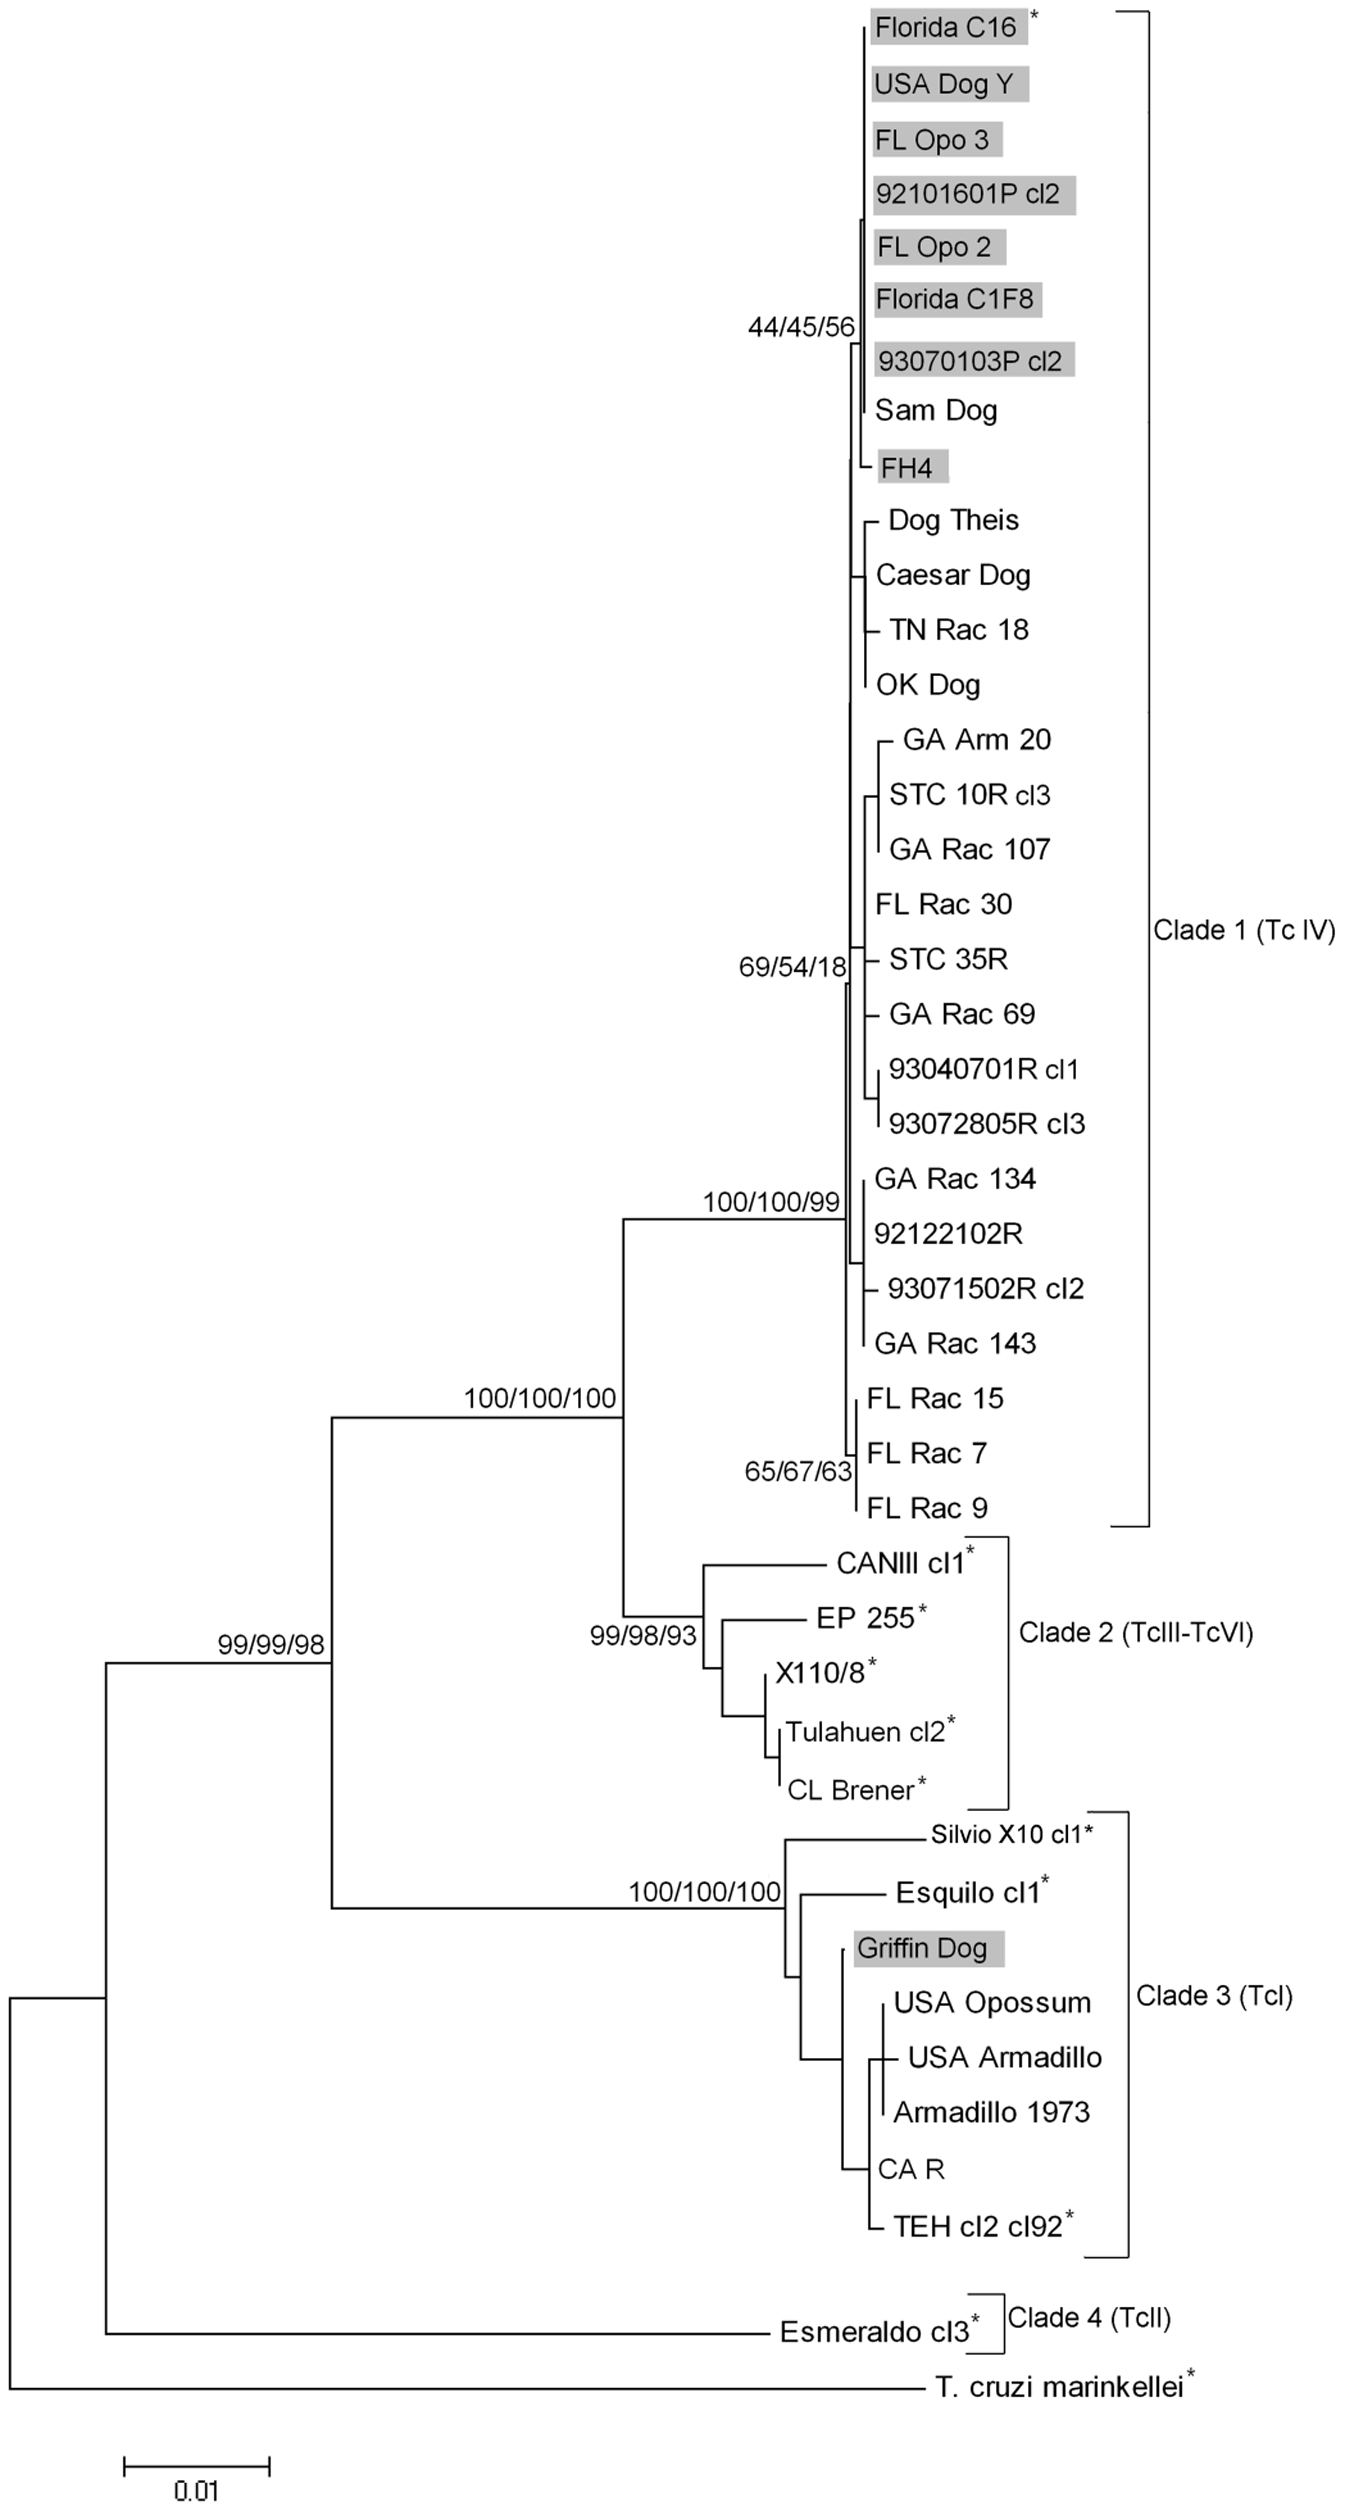 Florida C16 *
USA Dog Y
FL Opo 3
92101601P cl2
FL Opo 2
Florida C1F8
44/45/56
93070103P cl2
Sam Dog
FH4
Dog Theis
Caesar Dog
TN Rac 18
OK Dog
GA Arm 20
STC 10R cl3
GA Rac 107
FL Rac 30
Clade 1 (Tc IV)
69/54/18
STC 35R
GA Rac 69
93040701R cl1
93072805R cl3
GA Rac 134
100/100/99
92122102R
93071502R cl2
GA Rac 143
100/100/100
FL Rac 15
FL Rac 7
65/67/63
FL Rac 9
CANIII cl1*
EP 255*
99/98/93
Clade 2 (TcIII-TcVI)
99/99/98
X110/8*
Tulahuen cl2*
CL Brener*
Silvio X10 cl1*
100/100/100
Esquilo cl1*
Griffin Dog
Clade 3 (TcI)
USA Opossum
USA Armadillo
Armadillo 1973
CA R
TEH cl2 cl92*
Clade 4 (TcII)
Esmeraldo cl3*
T. cruzi marinkellei*
0.01